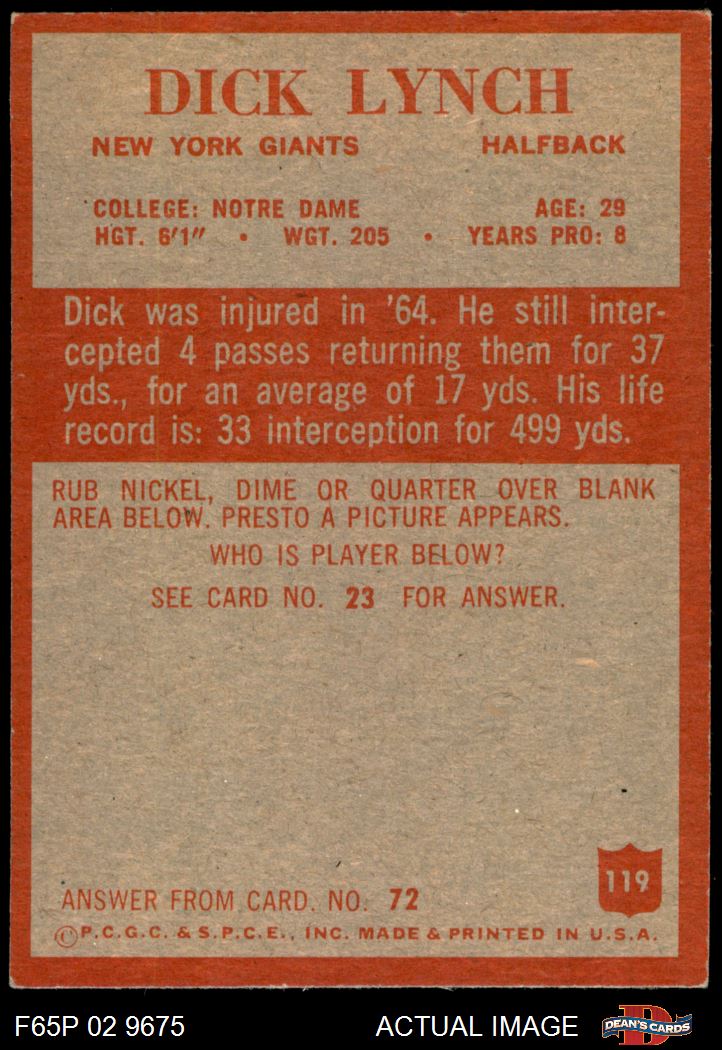 DICK LYNCH
NEW YORK GIANTS HALFBACK
COLLEGE: NOTRE DAME AGE: 29
HGT. 6'1" • WGT. 205 • YEARS PRO: 8
Dick was injured in '64. He still inter-
cepted 4 passes returning them for 37
yds., for an average of 17 yds. His life
record is: 33 interception for 499 yds.
RUB NICKEL, DIME OR QUARTER OVER BLANK
AREA BELOW. PRESTO A PICTURE APPEARS.
WHO IS PLAYER BELOW?
SEE CARD NO. 23 FOR ANSWER.
119
ANSWER FROM CARD. NO. 72
© P.C.G.C. & S.P.C.E., INC. MADE & PRINTED IN U.S.A.
F65P 02 9675 ACTUAL IMAGE D DEAN'S CARDS